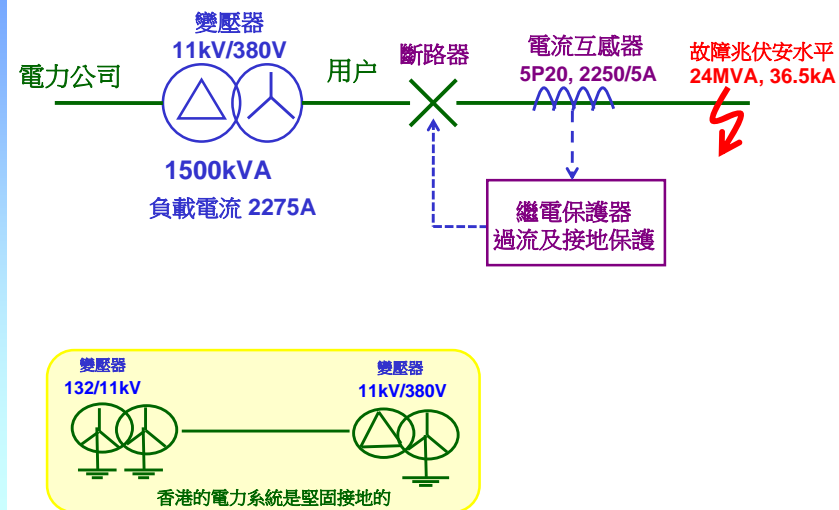 變壓器
11kV/380V
電力公司
用户
斷路器
電流互感器
5P20, 2250/5A
故障兆伏安水平
24MVA, 36.5kA
1500kVA
負載電流 2275A
繼電保護器
過流及接地保護
變壓器
132/11kV
變壓器
11kV/380V
香港的電力系統是堅固接地的